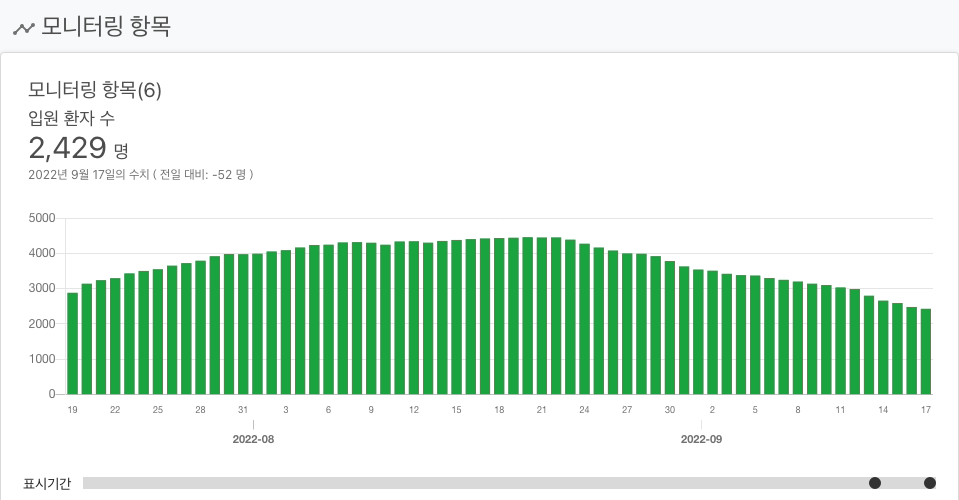 모니터링 항목
모니터링 항목(6)
입원 환자 수
2,429 명
2022년 9월 17일의 수치 ( 전일 대비: -52 명 )
5000
4000
3000
2000
1000
0
19 22 25 28 31 3 6 9 12 15 18 21 24 27 30 2 5 8 11 14 17
2022-08 2022-09
표시기간